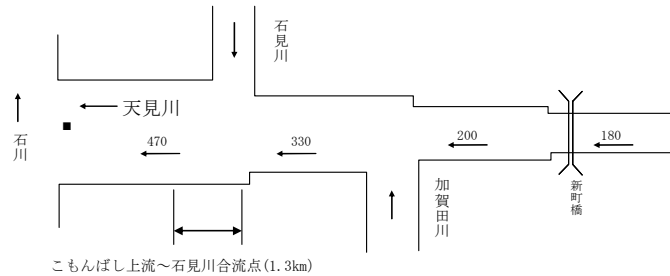 石見川
天見川
石川
470
330
200
180
加賀田川
新町橋
こもんばし上流～石見川合流点(1.3km)